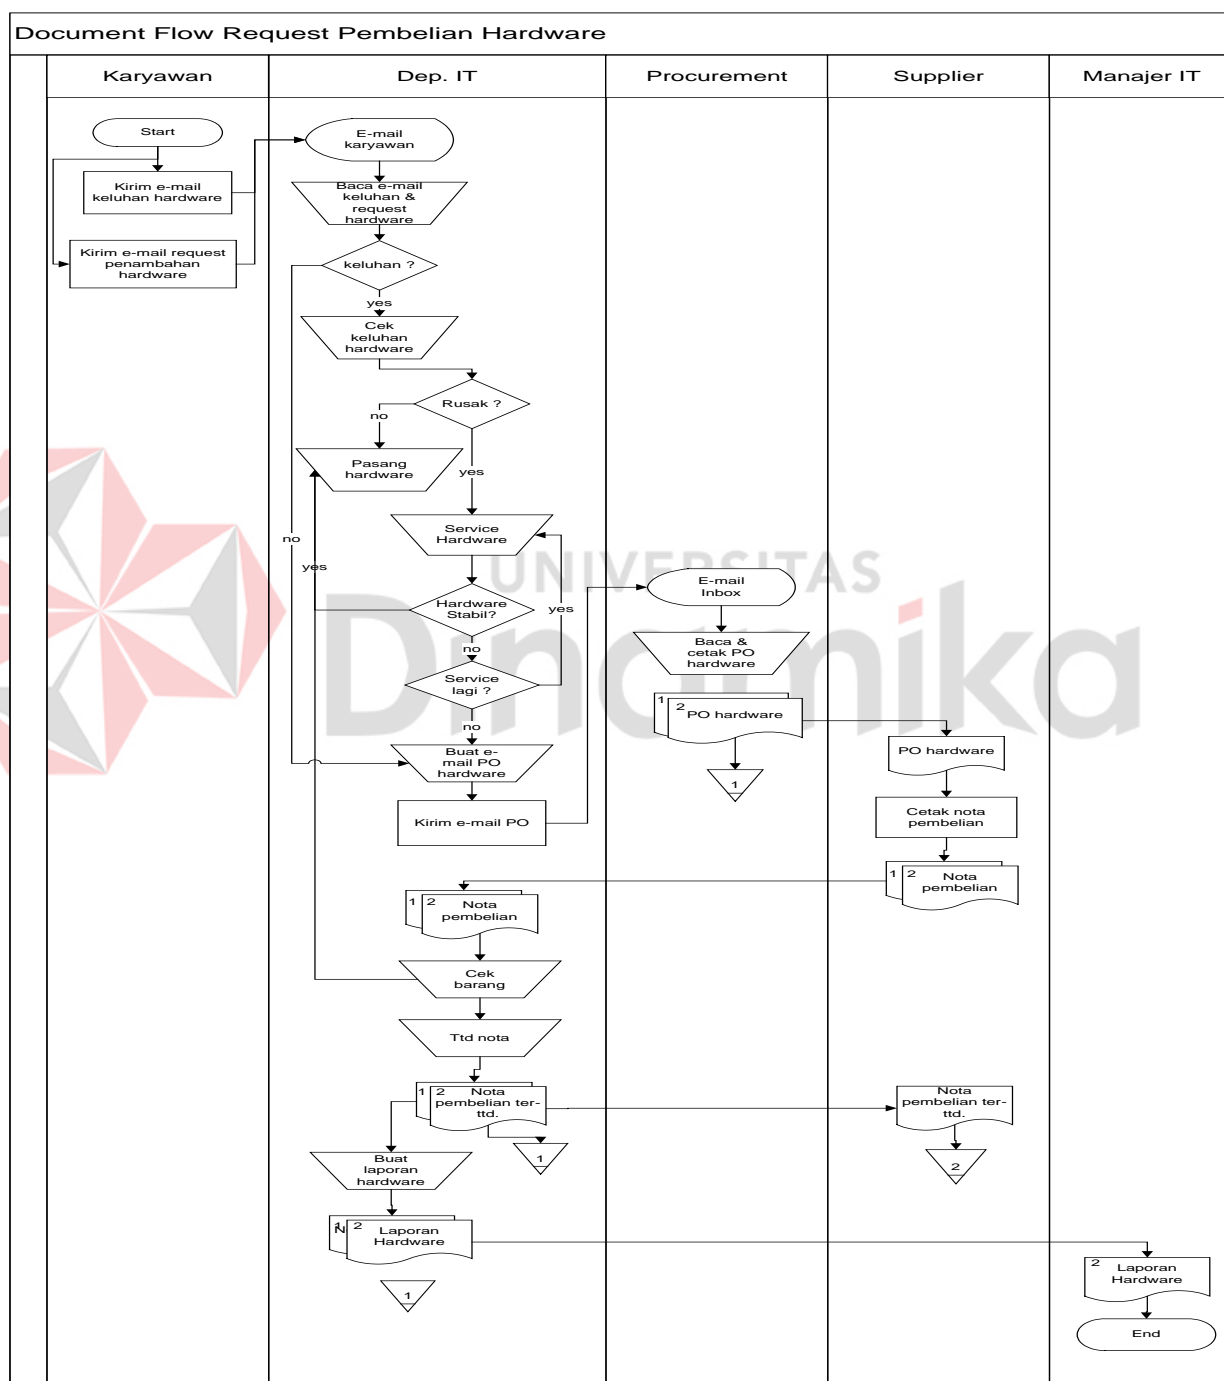 Document Flow Request Pembelian Hardware
Karyawan
Dep. IT
Procurement
Supplier
Manajer IT
Start
Kirim e-mail
keluhan hardware
Kirim e-mail request
penambahan
hardware
E-mail
karyawan
Baca e-mail
keluhan &
request
hardware
keluhan ?
yes
Cek
keluhan
hardware
Rusak ?
no
Pasang
hardware
yes
Service
Hardware
no
yes
Hardware
Stabil?
yes
no
Service
lagi ?
no
Buat e-
mail PO
hardware
Kirim e-mail PO
E-mail
Inbox
Baca &
cetak PO
hardware
1
2
PO hardware
1
PO hardware
Cetak nota
pembelian
1 2
Nota
pembelian
1 2
Nota
pembelian
Cek
barang
Ttd nota
1 2
Nota
pembelian ter-
ttd.
1
Nota
pembelian ter-
ttd.
2
Buat
laporan
hardware
1
N
2
Laporan
Hardware
1
2
Laporan
Hardware
End
UNIVERSITAS
Dinamika